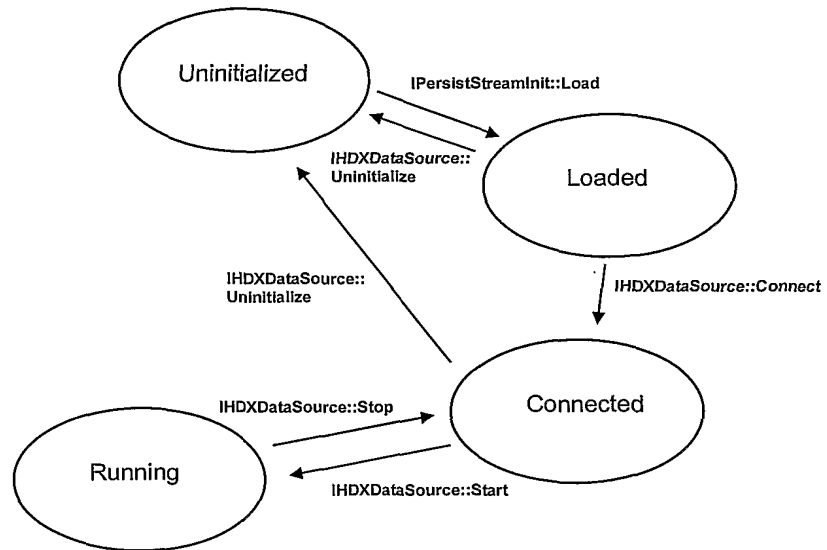 Uninitialized
IPersistStreamInit::Load
IHDXDataSource::
Uninitialize
Loaded
IHDXDataSource::
Uninitialize
IHDXDataSource::Connect
IHDXDataSource::Stop
Connected
Running
IHDXDataSource::Start